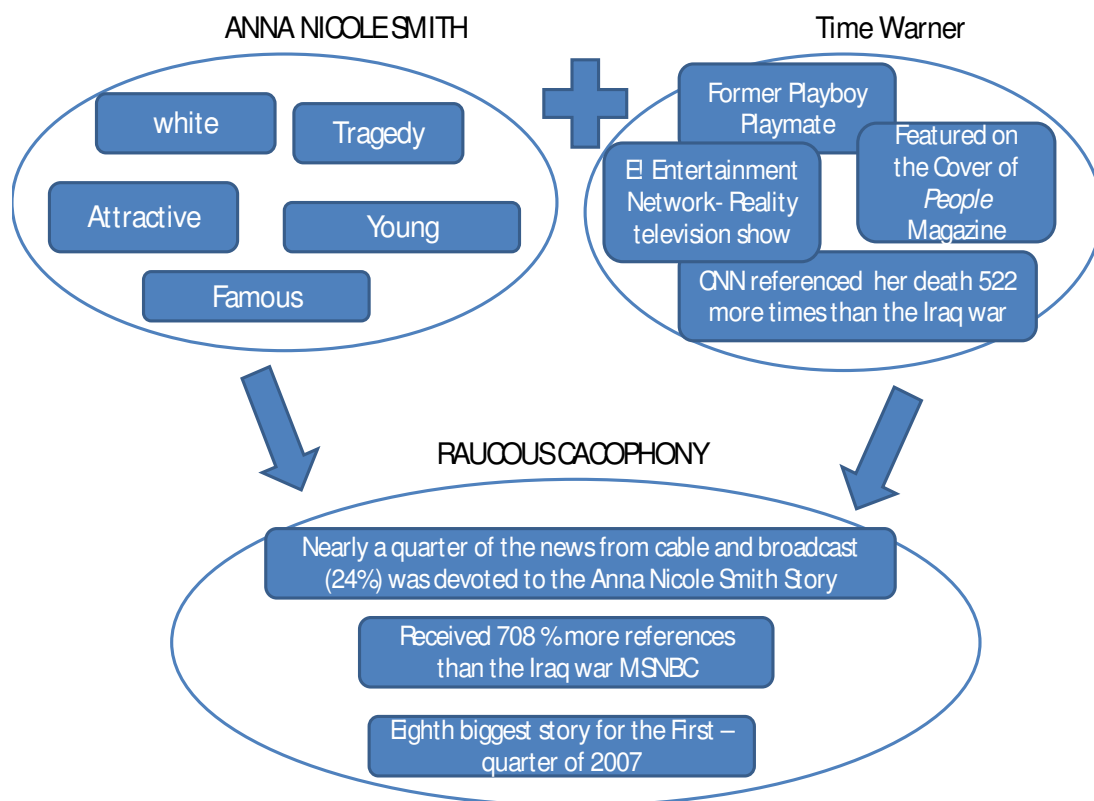 ANNA NICOLE SMITH
Time Warner
white
Tragedy
Attractive
Young
Famous
Former Playboy
Playmate
Featured on
the Cover of
People
Magazine
E! Entertainment
Network- Reality
television show
CNN referenced her death 522
more times than the Iraq war
RAUCOUS CACOPHONY
Nearly a quarter of the news from cable and broadcast
(24%) was devoted to the Anna Nicole Smith Story
Received 708 % more references
than the Iraq war MSNBC
Eighth biggest story for the First –
quarter of 2007